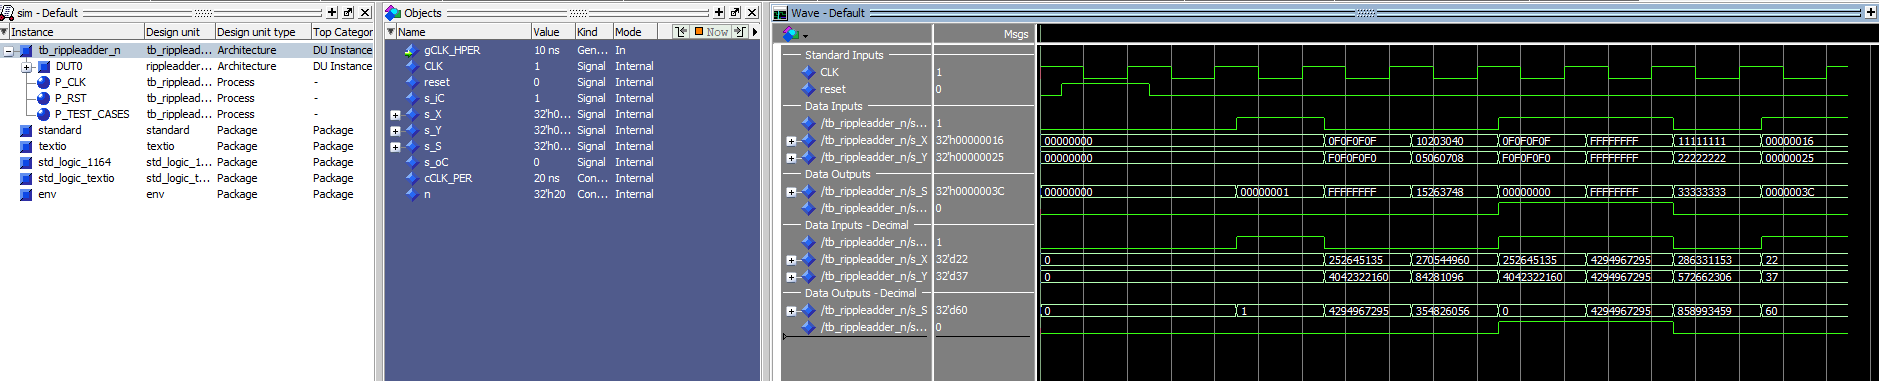 sim - Default
Instance Design unit Design unit type Top Categor
tb_rippleadder_n tb_ripplead... Architecture DU Instance
DUT0 rippleadder... Architecture DU Instance
P_CLK tb_ripplead... Process -
P_RST tb_ripplead... Process -
P_TEST_CASES tb_ripplead... Process -
standard standard Package Package
textio textio Package Package
std_logic_1164 std_logic_1... Package Package
std_logic_textio std_logic_t... Package Package
env env Package Package
Objects
Name Value Kind Mode Now
gCLK_HPER 10 ns Gen... In
CLK 1 Signal Internal
reset 0 Signal Internal
s_iC 1 Signal Internal
s_X 32'h0... Signal Internal
s_Y 32'h0... Signal Internal
s_S 32'h0... Signal Internal
s_oC 0 Signal Internal
cCLK_PER 20 ns Con... Internal
n 32'h20 Con... Internal
Wave - Default
Msgs
Standard Inputs
CLK 1
reset 0
Data Inputs
/tb_rippleadder_n/s... 1
/tb_rippleadder_n/s_X 32'h00000016 00000000 0F0F0F0F 10203040 0F0F0F0F FFFFFFFF 11111111 00000016
/tb_rippleadder_n/s_Y 32'h00000025 00000000 F0F0F0F0 05060708 F0F0F0F0 FFFFFFFF 22222222 00000025
Data Outputs
/tb_rippleadder_n/s_S 32'h0000003C 00000000 00000001 FFFFFFFF 15263748 00000000 FFFFFFFF 33333333 0000003C
/tb_rippleadder_n/s... 0
Data Inputs - Decimal
/tb_rippleadder_n/s... 1
/tb_rippleadder_n/s_X 32'd22 0 252645135 270544960 252645135 4294967295 286331153 22
/tb_rippleadder_n/s_Y 32'd37 0 4042322160 84281096 4042322160 4294967295 572662306 37
Data Outputs - Decimal
/tb_rippleadder_n/s_S 32'd60 0 1 4294967295 354826056 0 4294967295 858993459 60
/tb_rippleadder_n/s... 0